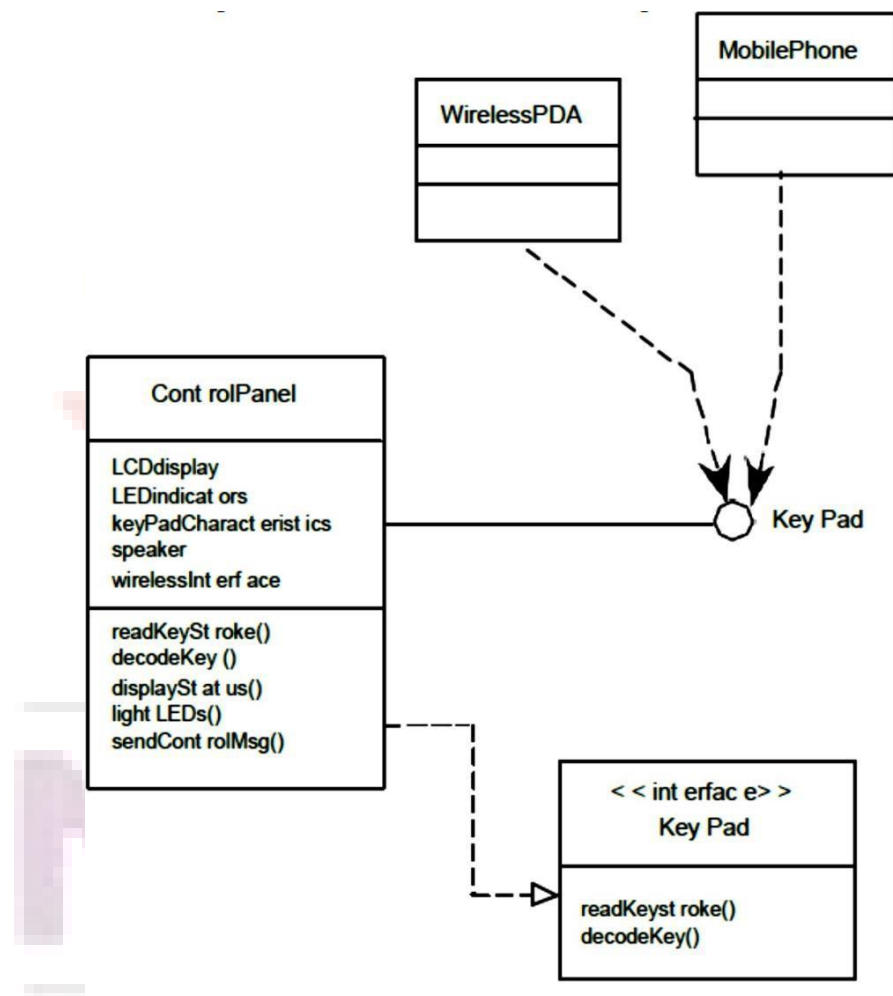 MobilePhone
WirelessPDA
Cont rolPanel
LCDdisplay
LEDindicat ors
keyPadCharact erist ics
speaker
wirelessInt erf ace
Key Pad
readKeySt roke()
decodeKey ()
displaySt at us()
light LEDs()
sendCont rolMsg()
< < int erfac e> >
Key Pad
readKeyst roke()
decodeKey()